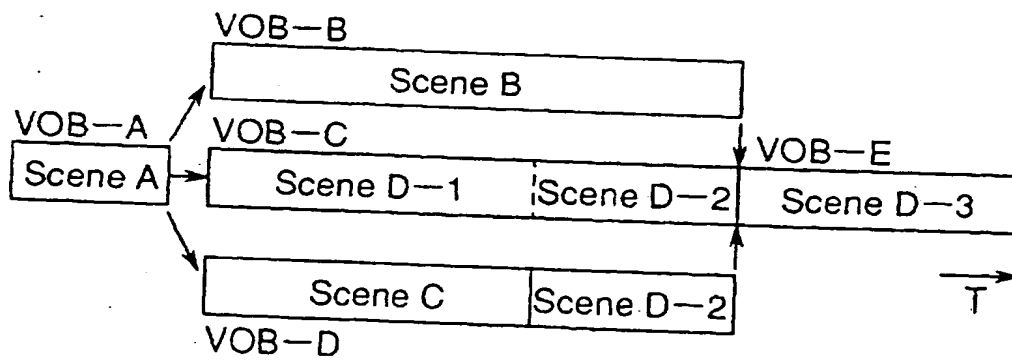 VOB—B
Scene B
VOB—A
Scene A
VOB—C
Scene D—1
Scene D—2
VOB—E
Scene D—3
Scene C
Scene D—2
VOB—D
T